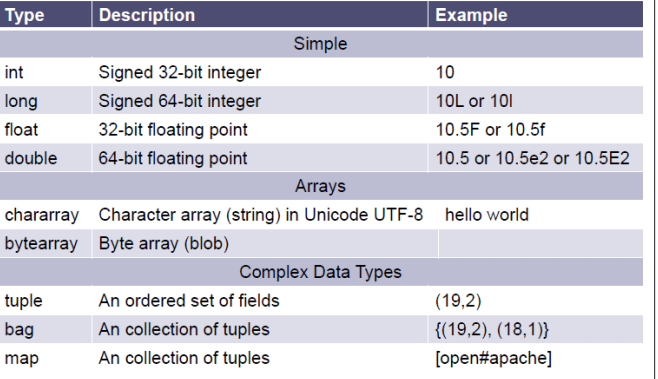 Type Description Example
Simple
int Signed 32-bit integer 10
long Signed 64-bit integer 10L or 10l
float 32-bit floating point 10.5F or 10.5f
double 64-bit floating point 10.5 or 10.5e2 or 10.5E2
Arrays
chararray Character array (string) in Unicode UTF-8 hello world
bytearray Byte array (blob)
Complex Data Types
tuple An ordered set of fields (19,2)
bag An collection of tuples {(19,2), (18,1)}
map An collection of tuples [open#apache]